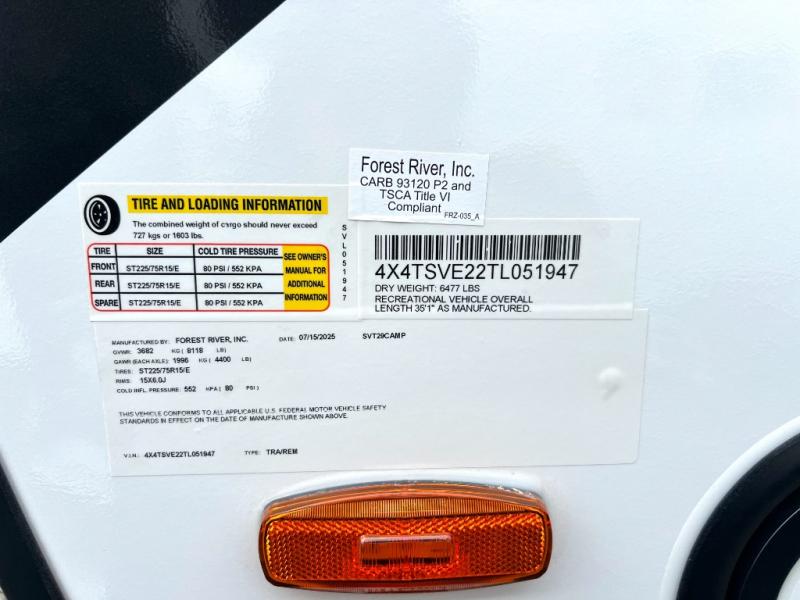 Forest River, Inc.
CARB 93120 P2 and
TSCA Title VI
Compliant
FRZ-035_A
TIRE AND LOADING INFORMATION
The combined weight of cargo should never exceed
727 kgs or 1603 lbs.
TIRE SIZE COLD TIRE PRESSURE
FRONT ST225/75R15/E 80 PSI / 552 KPA
REAR ST225/75R15/E 80 PSI / 552 KPA
SPARE ST225/75R15/E 80 PSI / 552 KPA
SEE OWNER'S
MANUAL FOR
ADDITIONAL
INFORMATION
SVL051947
4X4TSVE22TL051947
DRY WEIGHT: 6477 LBS
RECREATIONAL VEHICLE OVERALL
LENGTH 35'1" AS MANUFACTURED.
MANUFACTURED BY: FOREST RIVER, INC. DATE: 07/15/2025 SVT29CAMP
GVWR: 3682 KG ( 8118 LB)
GAWR (EACH AXLE): 1996 KG ( 4400 LB)
TIRES: ST225/75R15/E
RIMS: 15X6.0J
COLD INFL. PRESSURE: 552 KPA ( 80 PSI )
THIS VEHICLE CONFORMS TO ALL APPLICABLE U.S. FEDERAL MOTOR VEHICLE SAFETY
STANDARDS IN EFFECT ON THE DATE OF MANUFACTURE SHOWN ABOVE.
V.I.N.: 4X4TSVE22TL051947 TYPE: TRA/REM